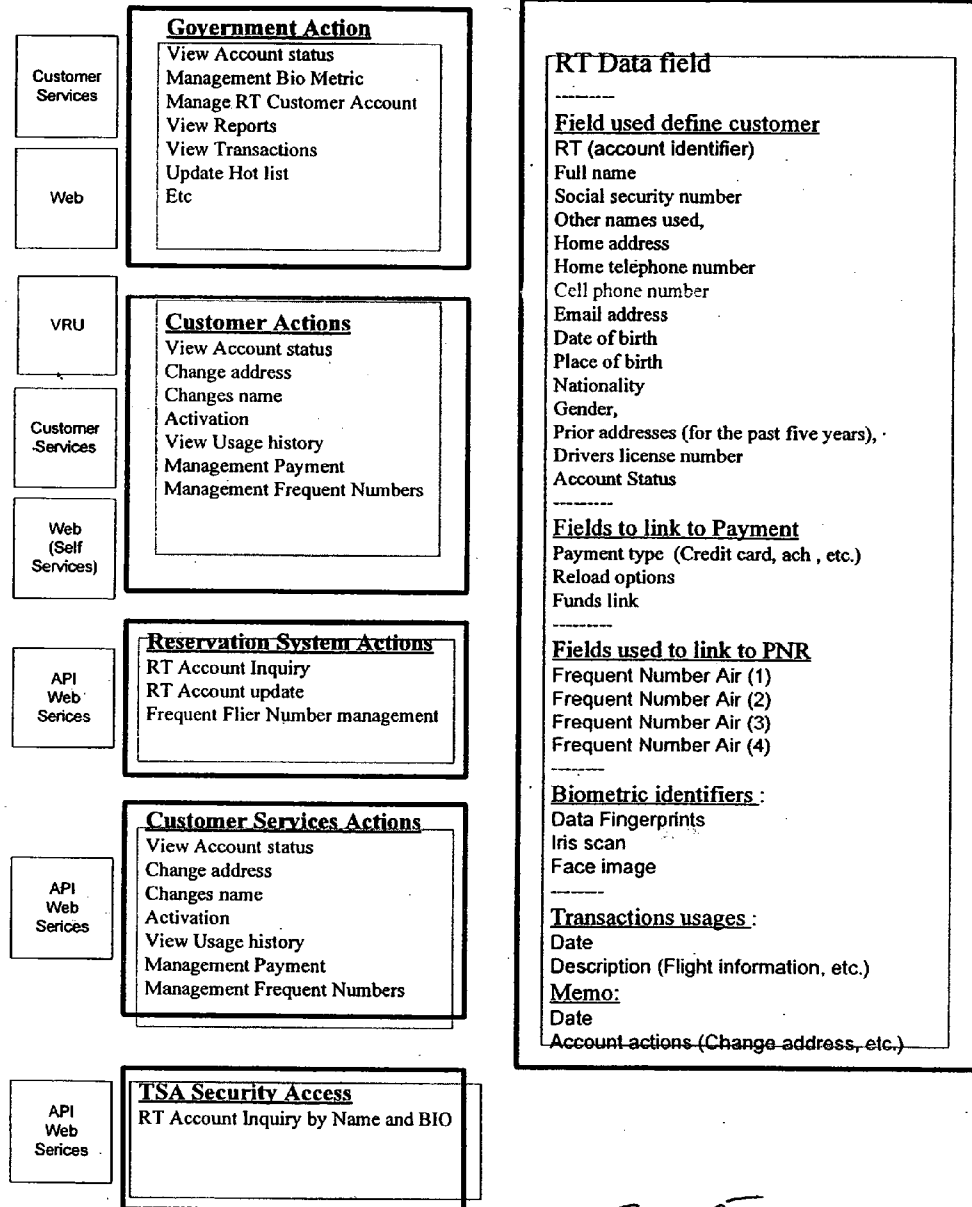 Customer
Services
Web
Government Action
View Account status
Management Bio Metric
Manage RT Customer Account
View Reports
View Transactions
Update Hot list
Etc
VRU
Customer
Services
Web
(Self
Services)
Customer Actions
View Account status
Change address
Changes name
Activation
View Usage history
Management Payment
Management Frequent Numbers
API
Web
Serices
Reservation System Actions
RT Account Inquiry
RT Account update
Frequent Flier Number management
API
Web
Serices
Customer Services Actions
View Account status
Change address
Changes name
Activation
View Usage history
Management Payment
Management Frequent Numbers
API
Web
Serices
TSA Security Access
RT Account Inquiry by Name and BIO
RT Data field
---------
Field used define customer
RT (account identifier)
Full name
Social security number
Other names used,
Home address
Home telephone number
Cell phone number
Email address
Date of birth
Place of birth
Nationality
Gender,
Prior addresses (for the past five years),
Drivers license number
Account Status
---------
Fields to link to Payment
Payment type (Credit card, ach , etc.)
Reload options
Funds link
---------
Fields used to link to PNR
Frequent Number Air (1)
Frequent Number Air (2)
Frequent Number Air (3)
Frequent Number Air (4)
--------
Biometric identifiers :
Data Fingerprints
Iris scan
Face image
--------
Transactions usages :
Date
Description (Flight information, etc.)
Memo:
Date
Account actions (Change address, etc.)